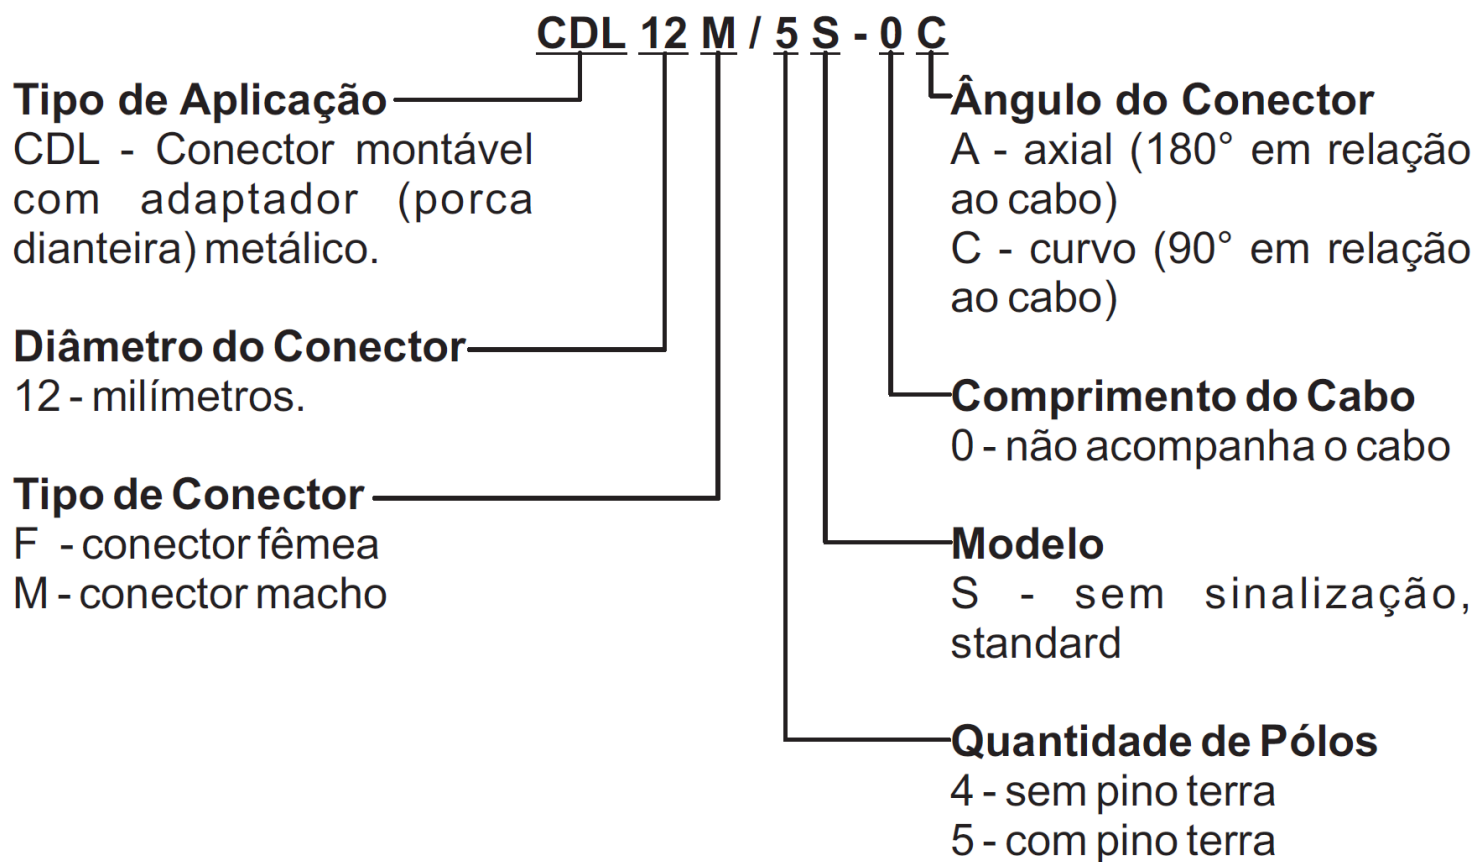 CDL 12 M / 5 S - 0 C
Tipo de Aplicação
CDL - Conector montável
com adaptador (porca
dianteira) metálico.
Diâmetro do Conector
12 - milímetros.
Tipo de Conector
F - conector fêmea
M - conector macho
Ângulo do Conector
A - axial (180° em relação
ao cabo)
C - curvo (90° em relação
ao cabo)
Comprimento do Cabo
0 - não acompanha o cabo
Modelo
S - sem sinalização,
standard
Quantidade de Pólos
4 - sem pino terra
5 - com pino terra